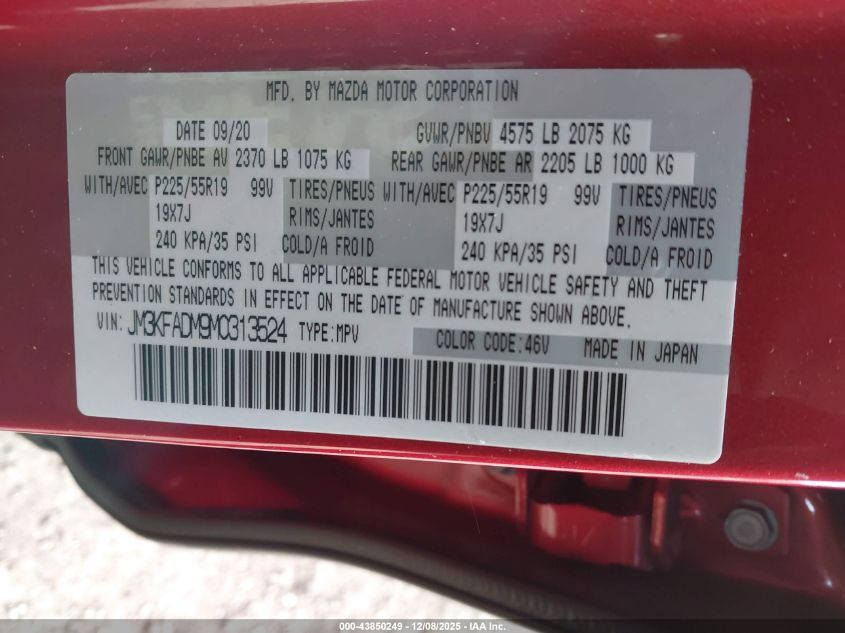 MFD. BY MAZDA MOTOR CORPORATION
DATE 09/20 GVWR/PNBV 4575 LB 2075 KG
FRONT GAWR/PNBE AV 2370 LB 1075 KG REAR GAWR/PNBE AR 2205 LB 1000 KG
WITH/AVEC P225/55R19 99V TIRES/PNEUS WITH/AVEC P225/55R19 99V TIRES/PNEUS
19X7J RIMS/JANTES 19X7J RIMS/JANTES
240 KPA/35 PSI COLD/A FROID 240 KPA/35 PSI COLD/A FROID
THIS VEHICLE CONFORMS TO ALL APPLICABLE FEDERAL MOTOR VEHICLE SAFETY AND THEFT
PREVENTION STANDARDS IN EFFECT ON THE DATE OF MANUFACTURE SHOWN ABOVE.
VIN: JM3KFADM9M0313524 TYPE:MPV COLOR CODE:46V MADE IN JAPAN
000-43850249 - 12/08/2025 - IAA, Inc.